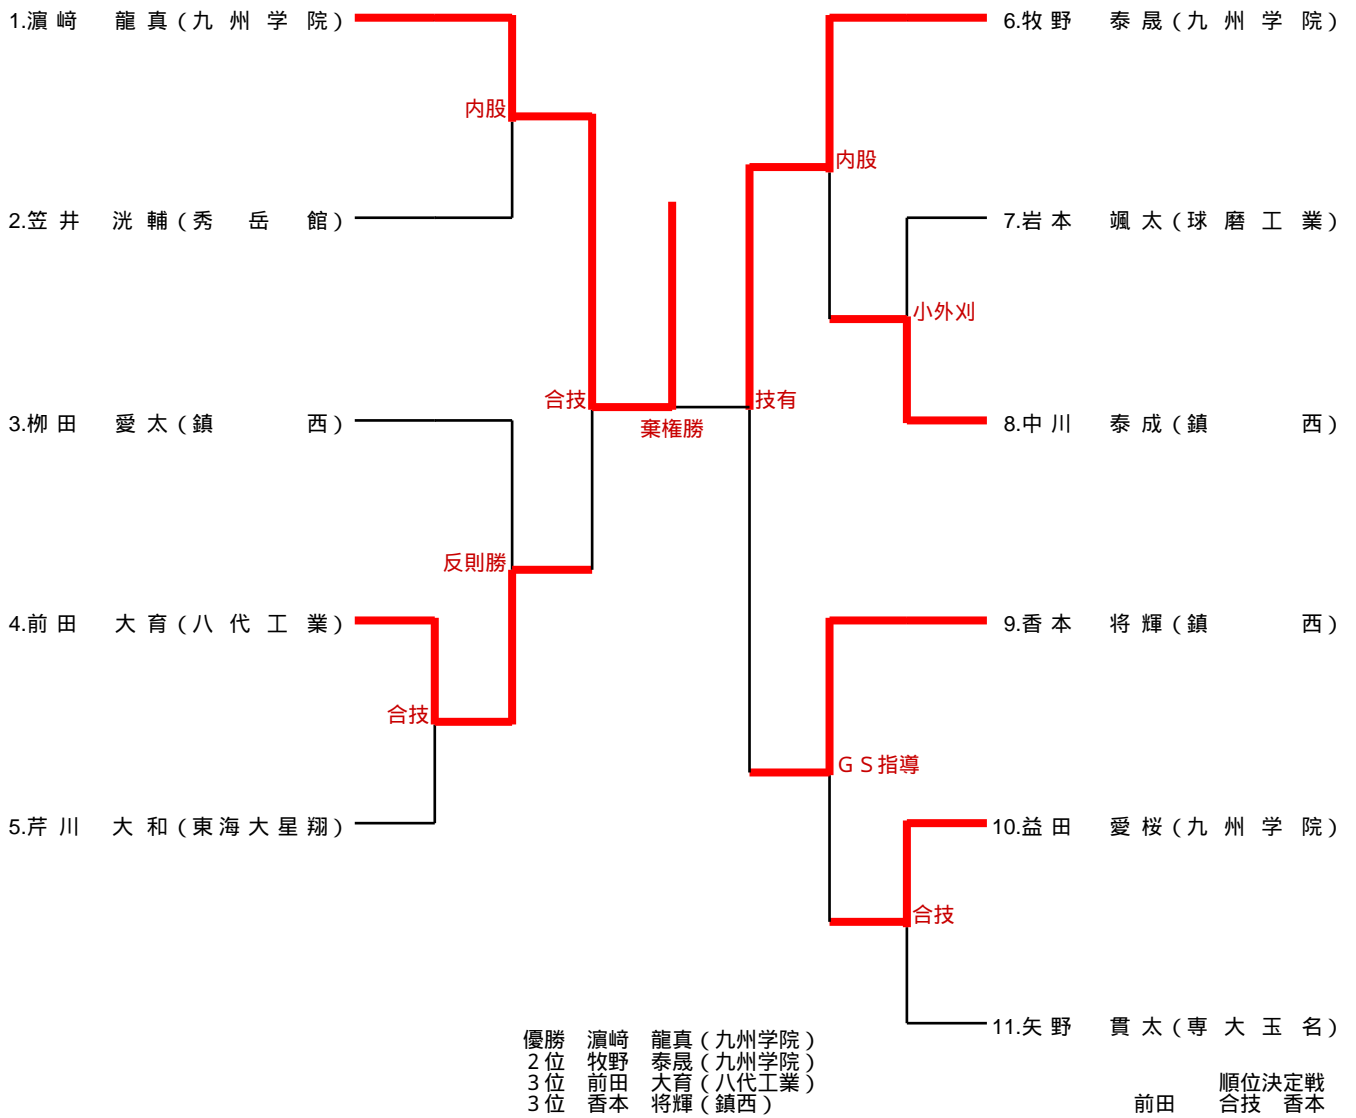 1.濵﨑 龍真(九州学院)
6.牧野 泰晟(九州学院)
内股
内股
2.笠井 洸輔(秀岳館)
7.岩本 颯太(球磨工業)
小外刈
合技
技有
3.栁田 愛太(鎮西)
棄権勝
8.中川 泰成(鎮西)
反則勝
4.前田 大育(八代工業)
9.香本 将輝(鎮西)
合技
GS指導
5.芹川 大和(東海大星翔)
10.益田 愛桜(九州学院)
合技
11.矢野 貫太(専大玉名)
優勝 濵﨑 龍真(九州学院)
2位 牧野 泰晟(九州学院)
3位 前田 大育(八代工業)
3位 香本 将輝(鎮西)
順位決定戦
前田 合技 香本